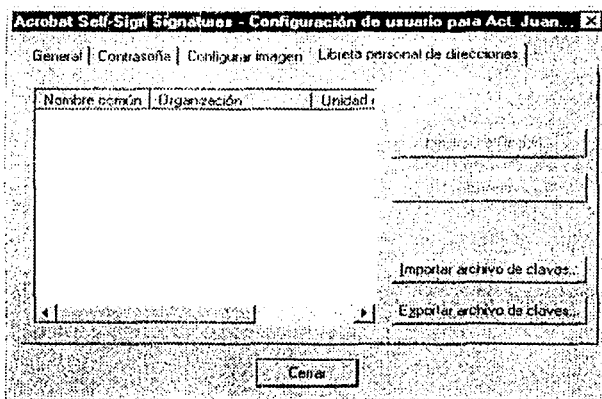 Acrobat Self-Sign Signatures - Configuración de usuario para Act. Juan...
General Contraseña Configurar imagen Libreta personal de direcciones
Nombre común Organización Unidad
Importar archivo de claves...
Exportar archivo de claves...
Cerrar